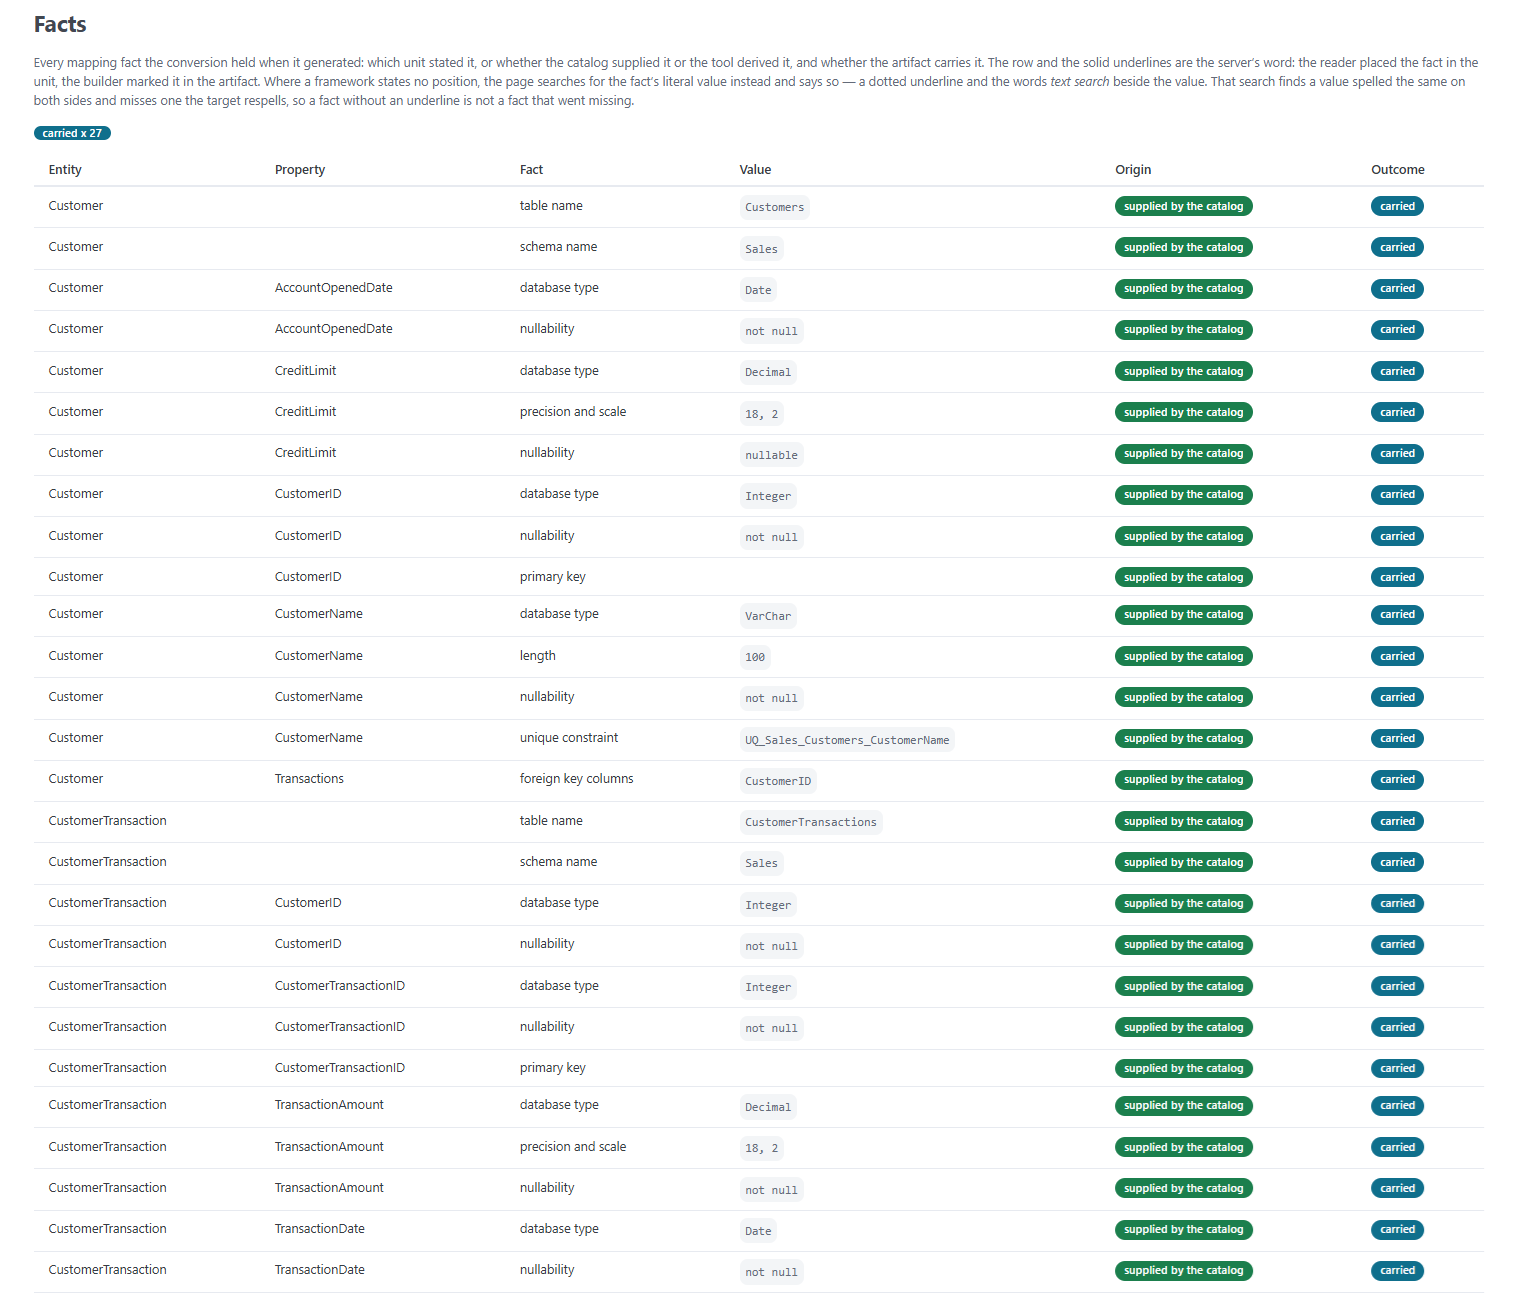 Facts
Every mapping fact the conversion held when it generated: which unit stated it, or whether the catalog supplied it or the tool derived it, and whether the artifact carries it. The row and the solid underlines are the server's word: the reader placed the fact in the
unit, the builder marked it in the artifact. Where a framework states no position, the page searches for the fact's literal value instead and says so — a dotted underline and the words text search beside the value. That search finds a value spelled the same on
both sides and misses one the target respells, so a fact without an underline is not a fact that went missing.
carried x 27
Entity Property Fact Value Origin Outcome
Customer table name Customers supplied by the catalog carried
Customer schema name Sales supplied by the catalog carried
Customer AccountOpenedDate database type Date supplied by the catalog carried
Customer AccountOpenedDate nullability not null supplied by the catalog carried
Customer CreditLimit database type Decimal supplied by the catalog carried
Customer CreditLimit precision and scale 18, 2 supplied by the catalog carried
Customer CreditLimit nullability nullable supplied by the catalog carried
Customer CustomerID database type Integer supplied by the catalog carried
Customer CustomerID nullability not null supplied by the catalog carried
Customer CustomerID primary key supplied by the catalog carried
Customer CustomerName database type VarChar supplied by the catalog carried
Customer CustomerName length 100 supplied by the catalog carried
Customer CustomerName nullability not null supplied by the catalog carried
Customer CustomerName unique constraint UQ_Sales_Customers_CustomerName supplied by the catalog carried
Customer Transactions foreign key columns CustomerID supplied by the catalog carried
CustomerTransaction table name CustomerTransactions supplied by the catalog carried
CustomerTransaction schema name Sales supplied by the catalog carried
CustomerTransaction CustomerID database type Integer supplied by the catalog carried
CustomerTransaction CustomerID nullability not null supplied by the catalog carried
CustomerTransaction CustomerTransactionID database type Integer supplied by the catalog carried
CustomerTransaction CustomerTransactionID nullability not null supplied by the catalog carried
CustomerTransaction CustomerTransactionID primary key supplied by the catalog carried
CustomerTransaction TransactionAmount database type Decimal supplied by the catalog carried
CustomerTransaction TransactionAmount precision and scale 18, 2 supplied by the catalog carried
CustomerTransaction TransactionAmount nullability not null supplied by the catalog carried
CustomerTransaction TransactionDate database type Date supplied by the catalog carried
CustomerTransaction TransactionDate nullability not null supplied by the catalog carried